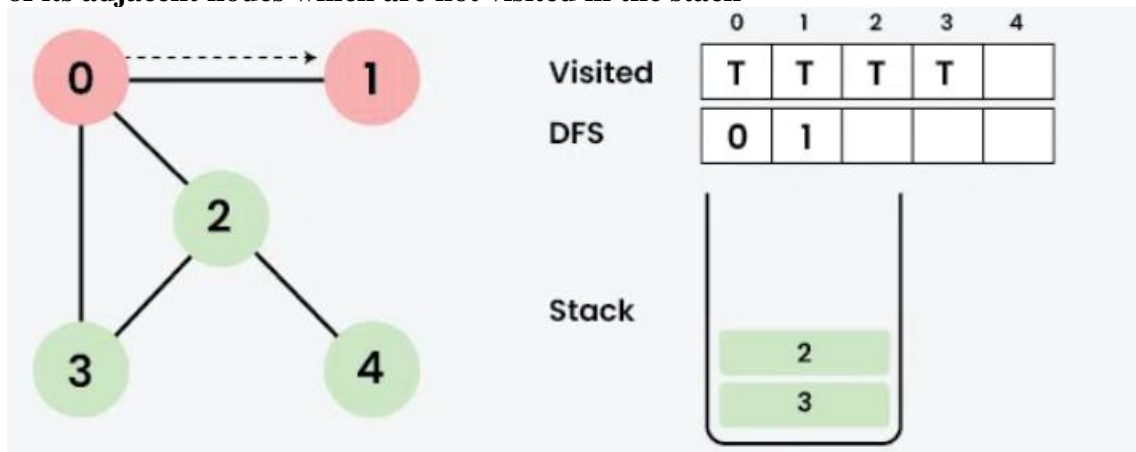 of its adjacent nodes which are not visited in the stack
0 1 2 3 4
0 1 Visited T T T T
DFS 0 1
2
Stack
2
3 4 3